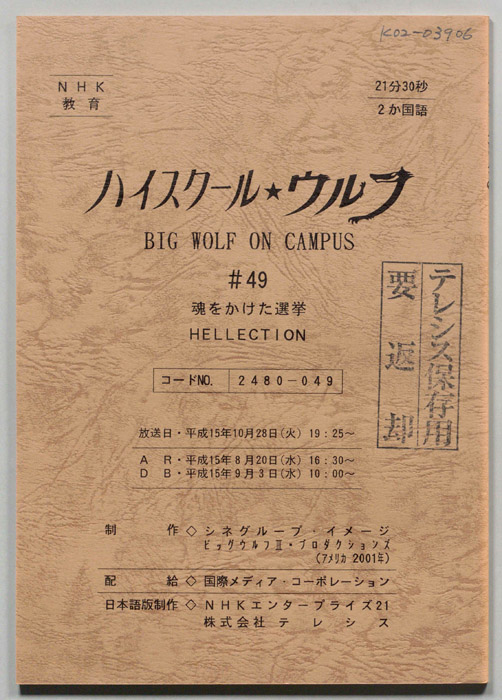 K02-03906
NHK
教育
21分30秒
2か国語
ハイスクール★ウルフ
BIG WOLF ON CAMPUS
#49
魂をかけた選挙
HELLECTION
コードNO. 2480-049
テレシス保存用
要返却
放送日・平成15年10月28日(火) 19:25～
AR・平成15年8月20日(水) 16:30～
DB・平成15年9月3日(水) 10:00～
制作◇シネグループ・イメージ
ビッグウルフⅢ・プロダクションズ
(アメリカ 2001年)
配給◇国際メディア・コーポレーション
日本語版制作◇NHKエンタープライズ21
株式会社テレシス